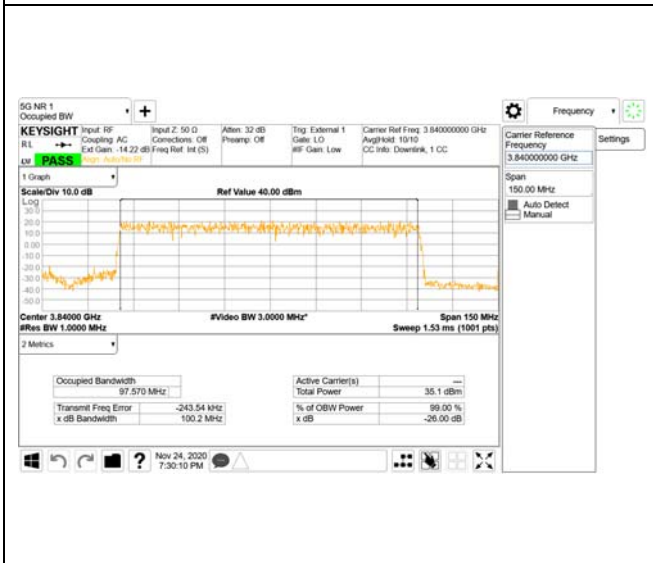 5G NR 1
Occupied BW
Frequency
KEYSIGHT
Input: RF
Coupling: AC
Ext Gain: -14.22 dB
Align: Auto/No RF
Input Z: 50 Ω
Corrections: Off
Freq Ref: Int (S)
Atten: 32 dB
Preamp: Off
Trig: External 1
Gate: LO
#IF Gain: Low
Carrier Ref Freq: 3.840000000 GHz
Avg|Hold: 10/10
CC Info: Downlink, 1 CC
RL
PASS
Carrier Reference
Frequency
3.840000000 GHz
Settings
Span
150.00 MHz
Auto Detect
Manual
1 Graph
Scale/Div 10.0 dB
Ref Value 40.00 dBm
Log
30.0
20.0
10.0
0.00
-10.0
-20.0
-30.0
-40.0
-50.0
Center 3.84000 GHz
#Video BW 3.0000 MHz*
Span 150 MHz
#Res BW 1.0000 MHz
Sweep 1.53 ms (1001 pts)
2 Metrics
Occupied Bandwidth
97.570 MHz
Transmit Freq Error -243.54 kHz
x dB Bandwidth 100.2 MHz
Active Carrier(s) ---
Total Power 35.1 dBm
% of OBW Power 99.00 %
x dB -26.00 dB
Nov 24, 2020
7:30:10 PM